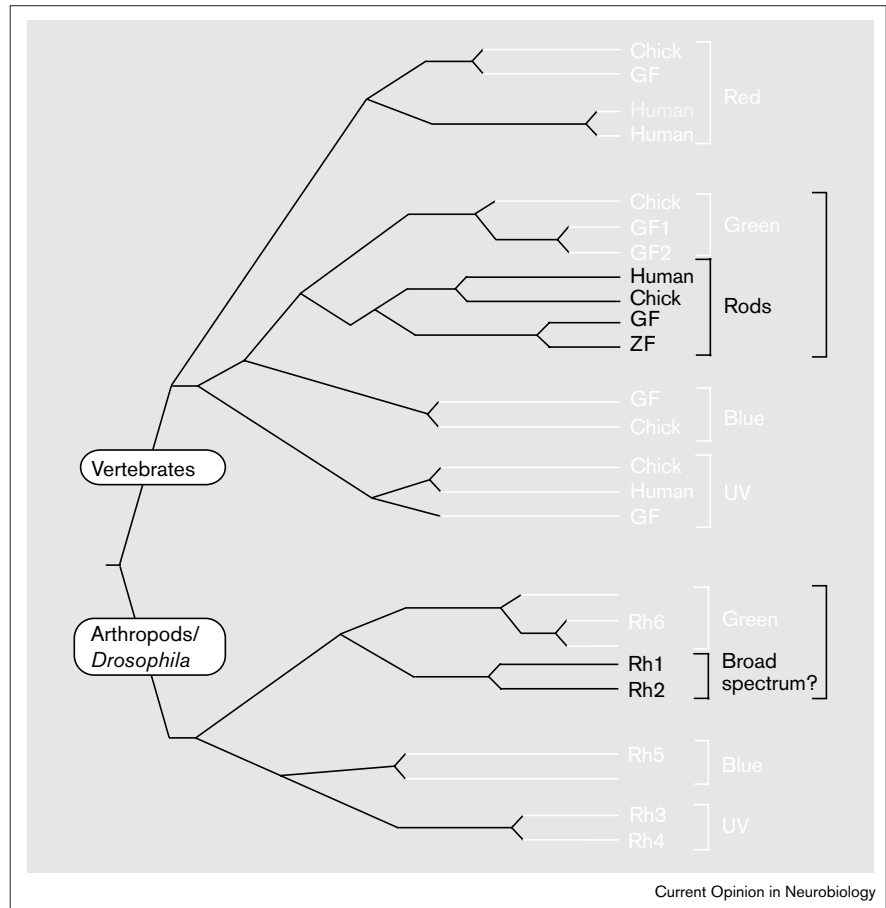 Chick
GF
Red
Human
Human
Chick
GF1
Green
GF2
Human
Chick
Rods
GF
ZF
GF
Blue
Chick
Vertebrates
Chick
Human
UV
GF
Arthropods/
Drosophila
Rh6
Green
Rh1
Broad
spectrum?
Rh2
Rh5
Blue
Rh3
UV
Rh4
Current Opinion in Neurobiology